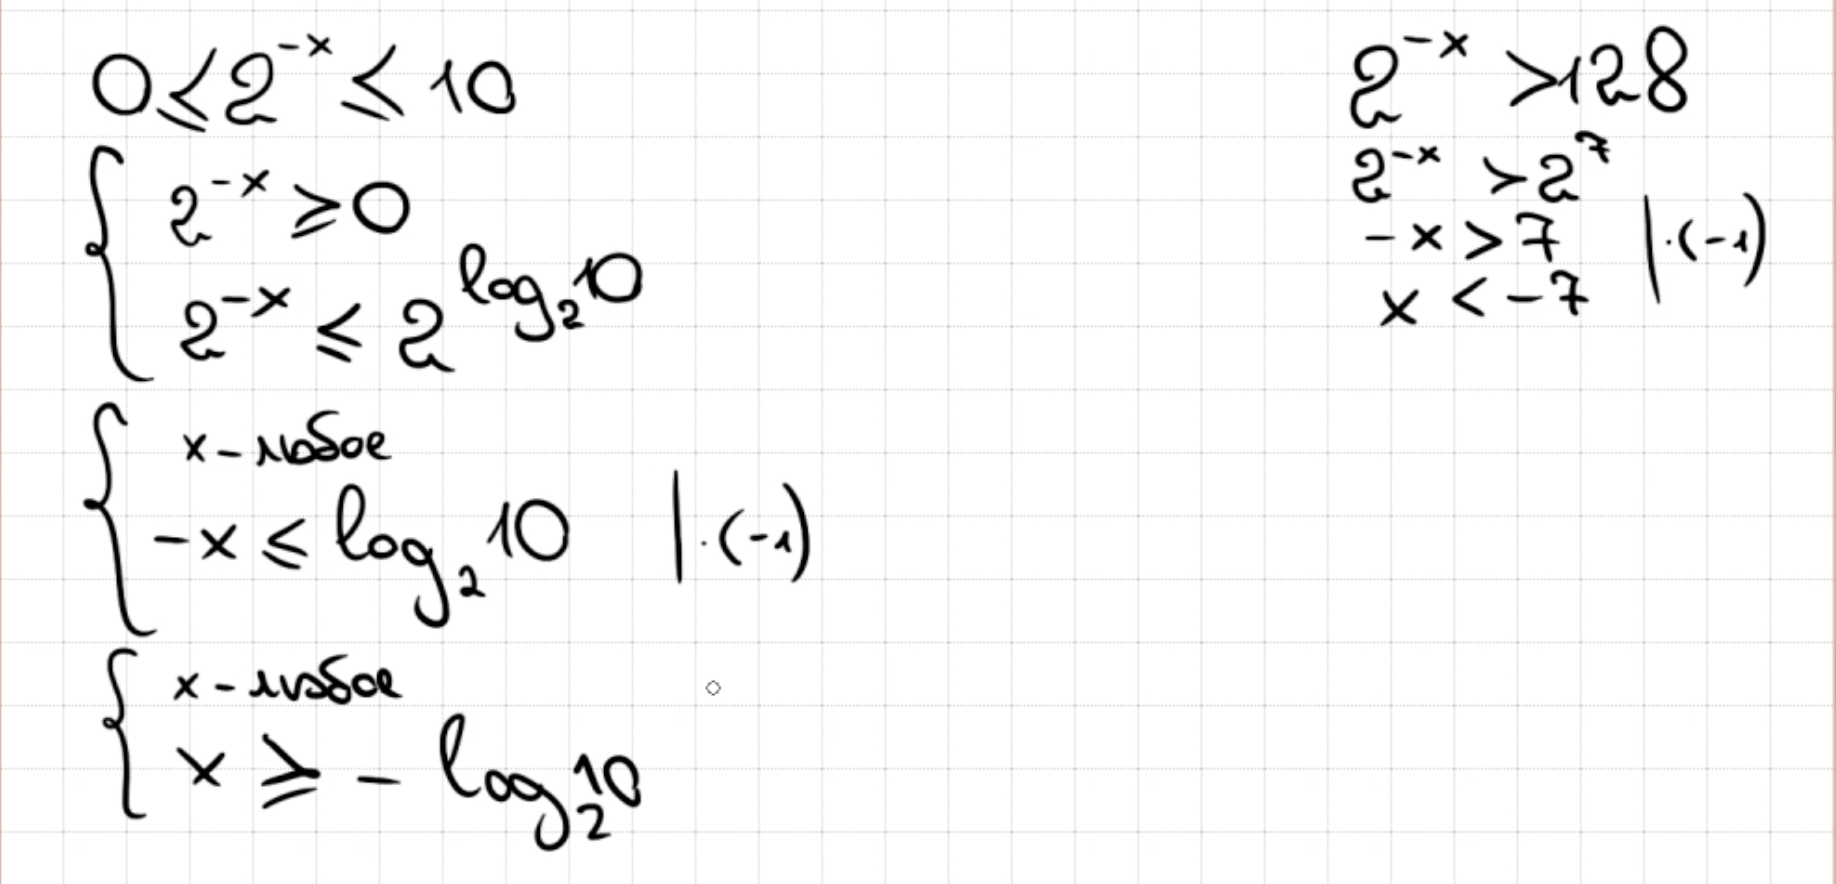 0 ≤ 2^{-x} ≤ 10
{ 2^{-x} ≥ 0
2^{-x} ≤ 2^{log_2 10}
{ x - любое
-x ≤ log_2 10 | · (-1)
{ x - любое
x ≥ - log_2 10
2^{-x} > 128
2^{-x} > 2^7
-x > 7 | · (-1)
x < -7